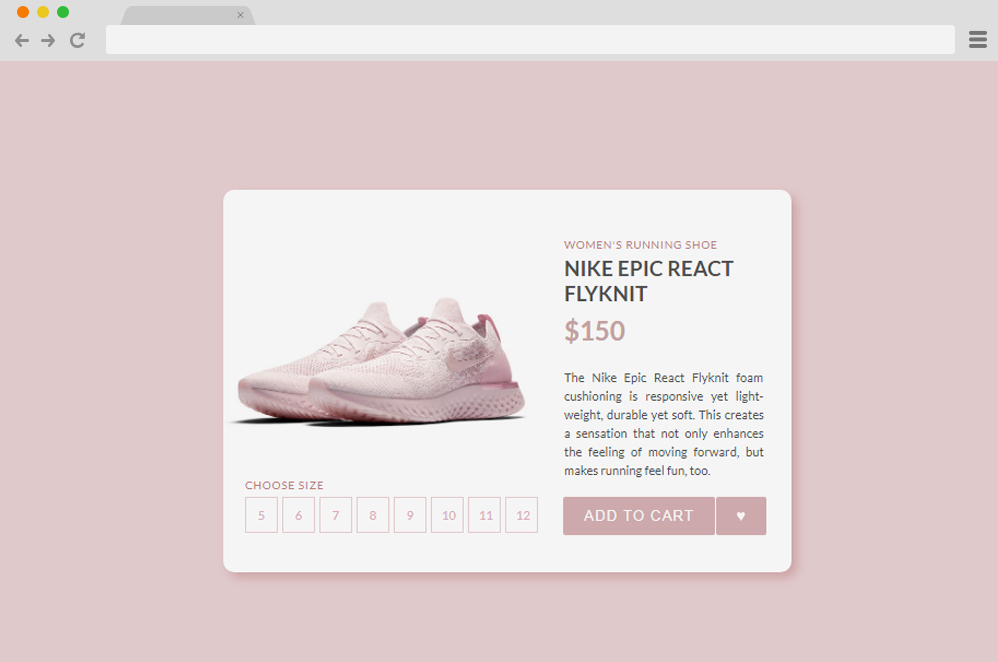 WOMEN'S RUNNING SHOE
NIKE EPIC REACT
FLYKNIT
$150
The Nike Epic React Flyknit foam
cushioning is responsive yet light-
weight, durable yet soft. This creates
a sensation that not only enhances
the feeling of moving forward, but
makes running feel fun, too.
CHOOSE SIZE
5 6 7 8 9 10 11 12
ADD TO CART ♥